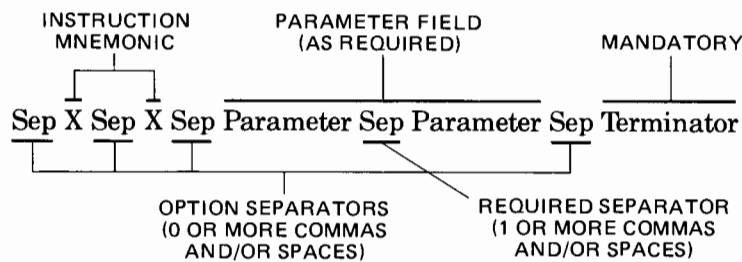 INSTRUCTION
MNEMONIC
PARAMETER FIELD
(AS REQUIRED)
MANDATORY
Sep X Sep X Sep Parameter Sep Parameter Sep Terminator
OPTION SEPARATORS
(0 OR MORE COMMAS
AND/OR SPACES)
REQUIRED SEPARATOR
(1 OR MORE COMMAS
AND/OR SPACES)